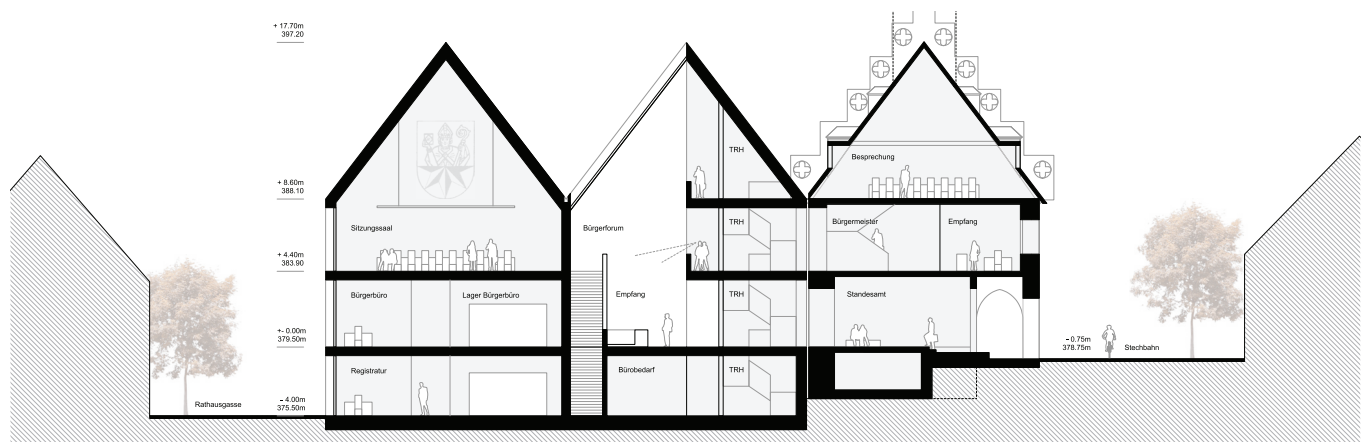 + 17.70m
397.20
TRH
Besprechung
+ 8.60m
388.10
Sitzungssaal
Bürgerforum
TRH
Bürgermeister
Empfang
+ 4.40m
383.90
Bürgerbüro
Lager Bürgerbüro
Empfang
TRH
Standesamt
+- 0.00m
379.50m
- 0.75m
378.75m
Stechbahn
Registratur
Bürobedarf
TRH
- 4.00m
375.50m
Rathausgasse